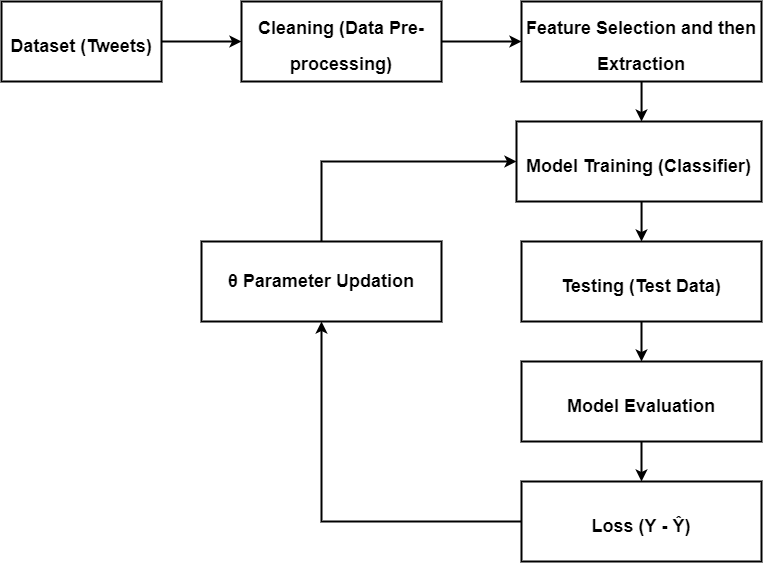 Dataset (Tweets)
Cleaning (Data Pre-
processing)
Feature Selection and then
Extraction
Model Training (Classifier)
θ Parameter Updation
Testing (Test Data)
Model Evaluation
Loss (Y - Ŷ)